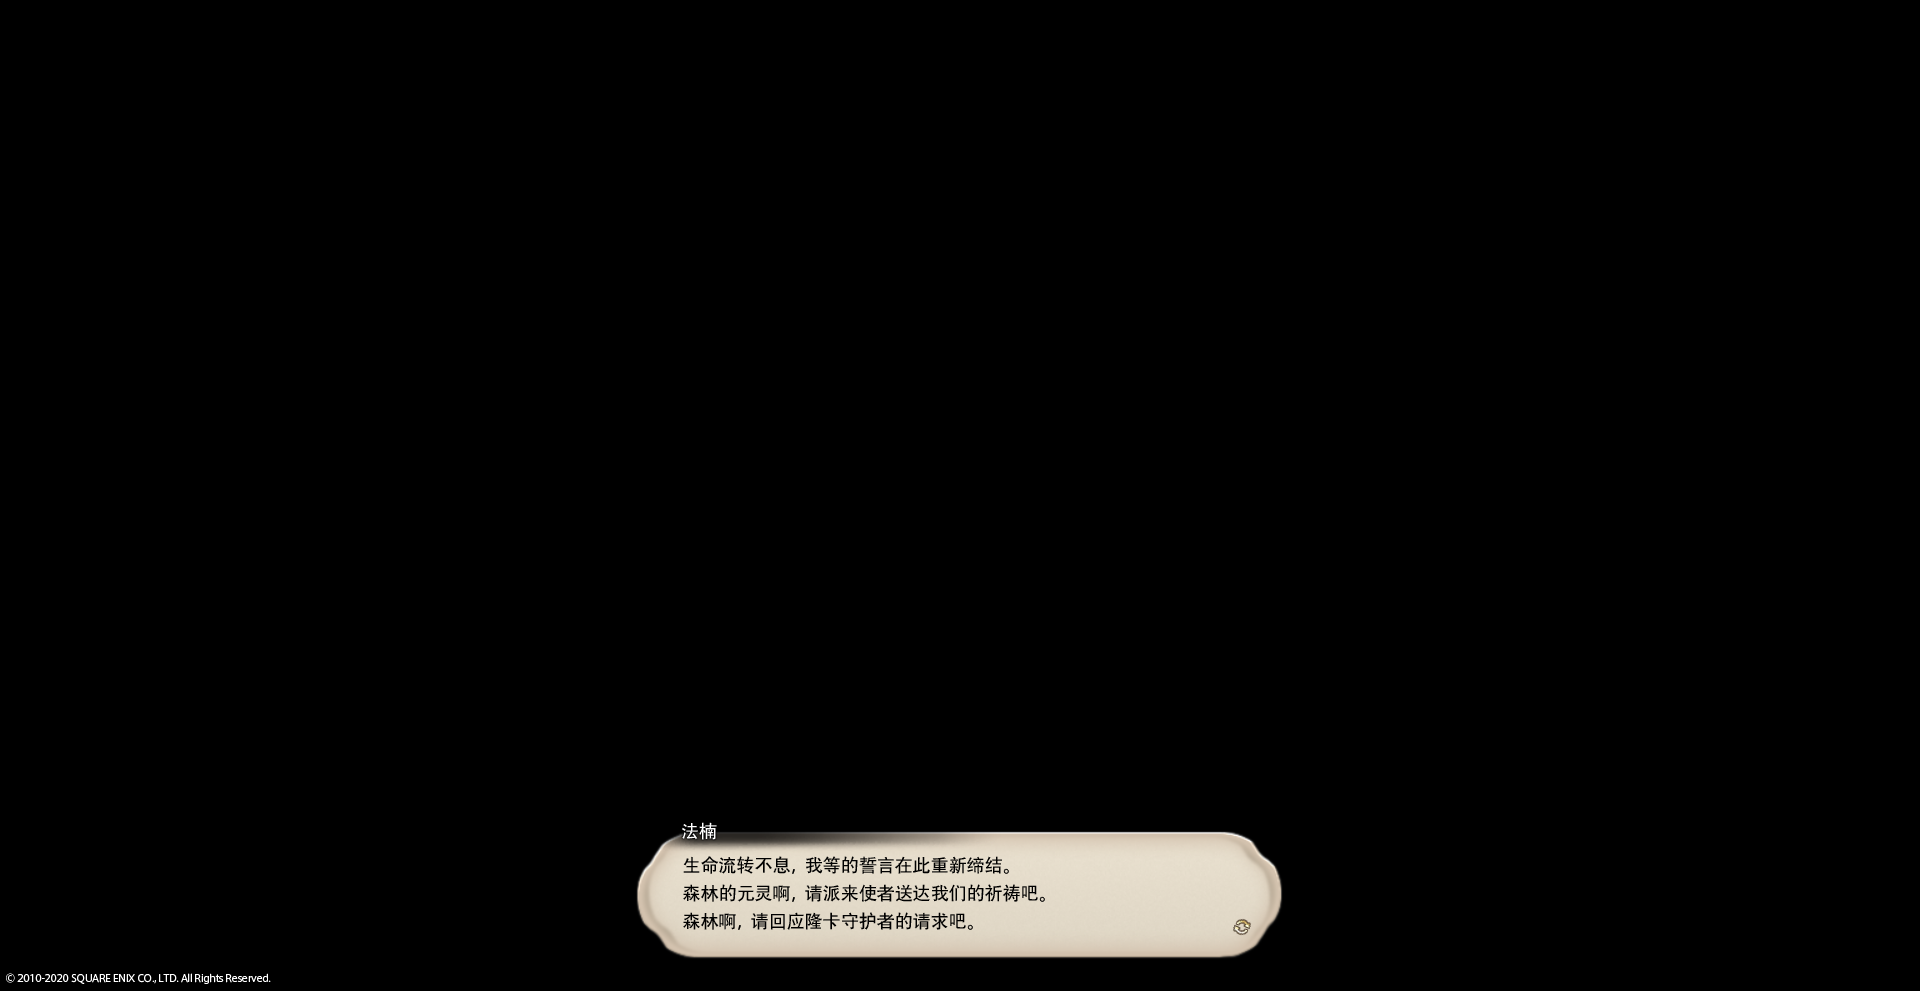 法楠
生命流转不息，我等的誓言在此重新缔结。
森林的元灵啊，请派来使者送达我们的祈祷吧。
森林啊，请回应隆卡守护者的请求吧。
© 2010-2020 SQUARE ENIX CO., LTD. All Rights Reserved.